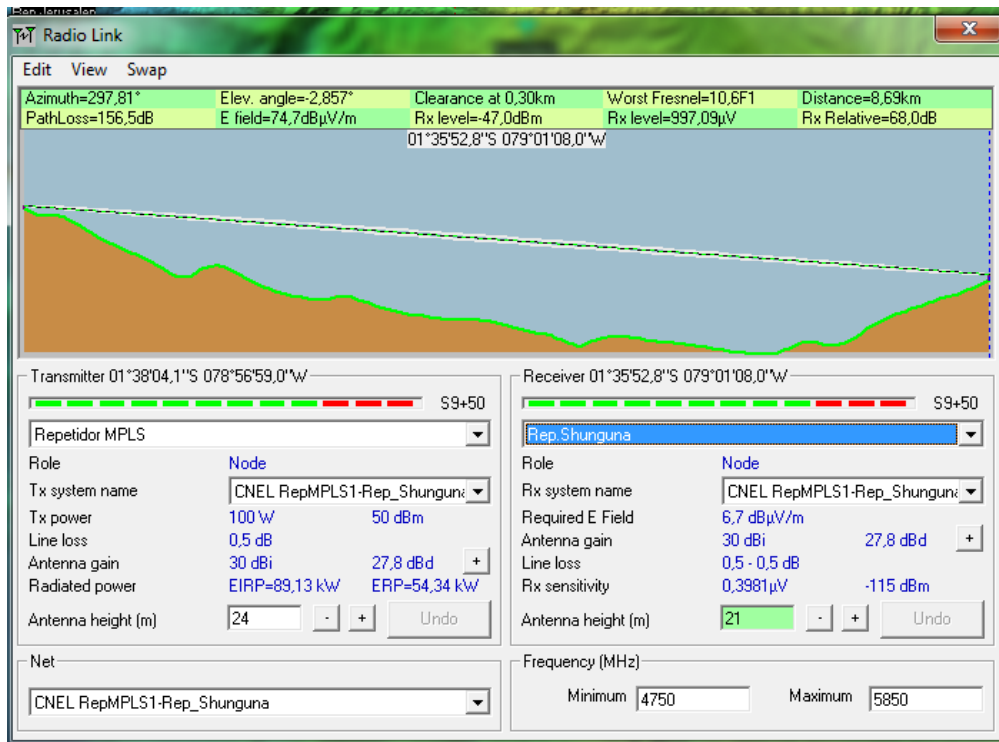 Rep Jerusalen
Radio Link
X
Edit View Swap
Azimuth=297,81° Elev. angle=-2,857° Clearance at 0,30km Worst Fresnel=10,6F1 Distance=8,69km
PathLoss=156,5dB E field=74,7dBµV/m Rx level=-47,0dBm Rx level=997,09µV Rx Relative=68,0dB
01°35'52,8''S 079°01'08,0''W
Transmitter 01°38'04,1''S 078°56'59,0''W
S9+50
Repetidor MPLS
Role Node
Tx system name CNEL RepMPLS1-Rep_Shunguna
Tx power 100 W 50 dBm
Line loss 0,5 dB
Antenna gain 30 dBi 27,8 dBd +
Radiated power EIRP=89,13 kW ERP=54,34 kW
Antenna height (m) 24 - + Undo
Net
CNEL RepMPLS1-Rep_Shunguna
Receiver 01°35'52,8''S 079°01'08,0''W
S9+50
Rep.Shunguna
Role Node
Rx system name CNEL RepMPLS1-Rep_Shunguna
Required E Field 6,7 dBµV/m
Antenna gain 30 dBi 27,8 dBd +
Line loss 0,5 - 0,5 dB
Rx sensitivity 0,3981µV -115 dBm
Antenna height (m) 21 - + Undo
Frequency (MHz)
Minimum 4750 Maximum 5850